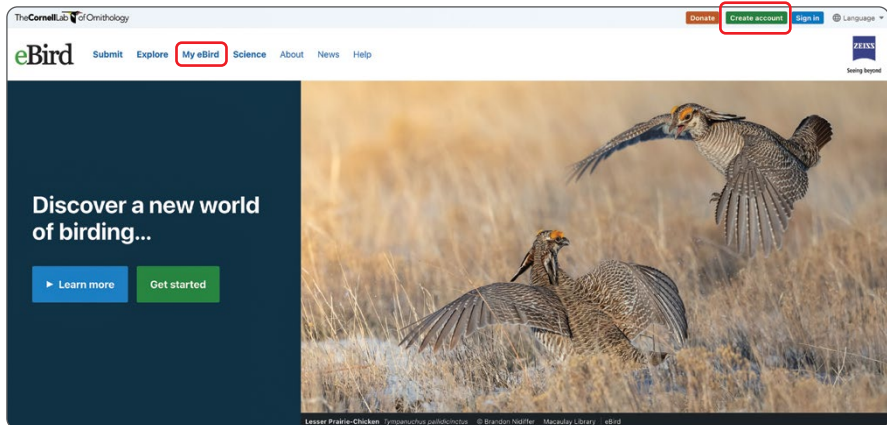 TheCornellLab of Ornithology
Donate Create account Sign in Language
eBird Submit Explore My eBird Science About News Help
ZEISS
Seeing beyond
Discover a new world
of birding...
Learn more Get started
Lesser Prairie-Chicken Tympanuchus pallidicinctus © Brandon Nidiffer Macaulay Library eBird